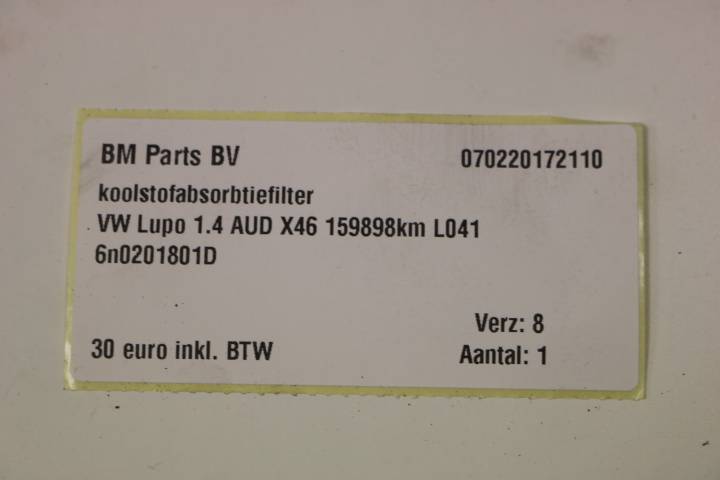 BM Parts BV 070220172110
koolstofabsorbtiefilter
VW Lupo 1.4 AUD X46 159898km L041
6n0201801D
Verz: 8
30 euro inkl. BTW Aantal: 1